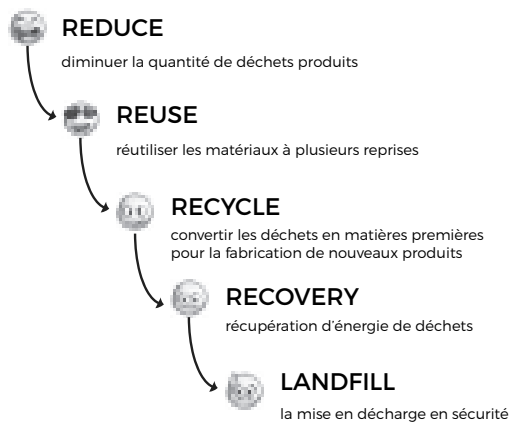 REDUCE
diminuer la quantité de déchets produits
REUSE
réutiliser les matériaux à plusieurs reprises
RECYCLE
convertir les déchets en matières premières
pour la fabrication de nouveaux produits
RECOVERY
récupération d'énergie de déchets
LANDFILL
la mise en décharge en sécurité